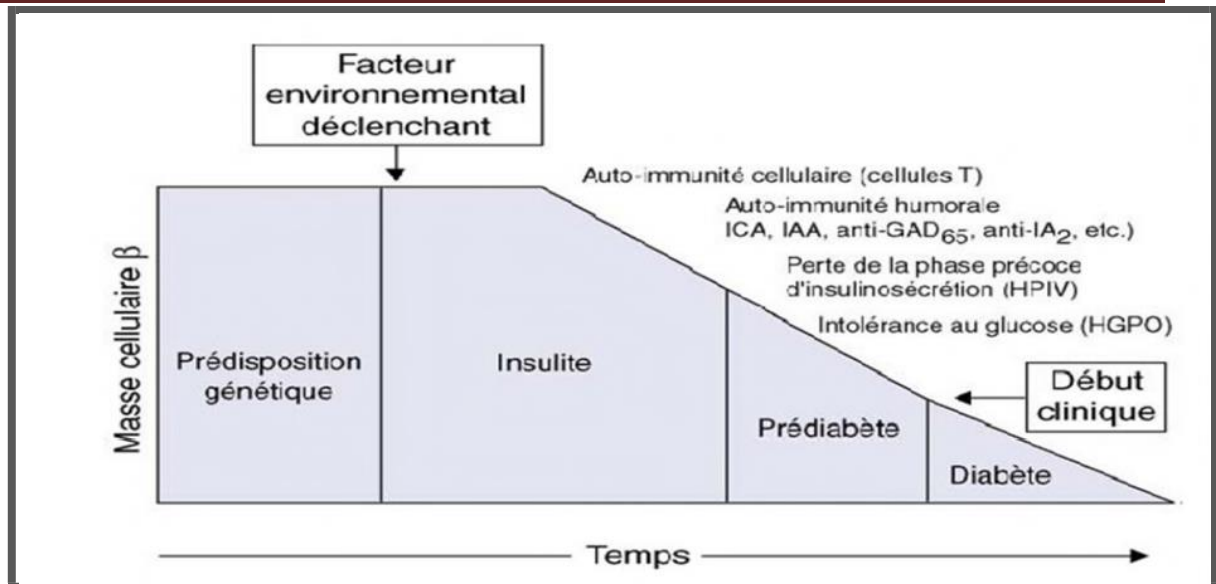 Facteur
environnemental
déclenchant
Auto-immunité cellulaire (cellules T)
Auto-immunité humorale
ICA, IAA, anti-GAD65, anti-IA2, etc.)
Perte de la phase précoce
d'insulinosécrétion (HPIV)
Intolérance au glucose (HGPO)
Début
clinique
Masse cellulaire β
Prédisposition
génétique
Insulite
Prédiabète
Diabète
Temps